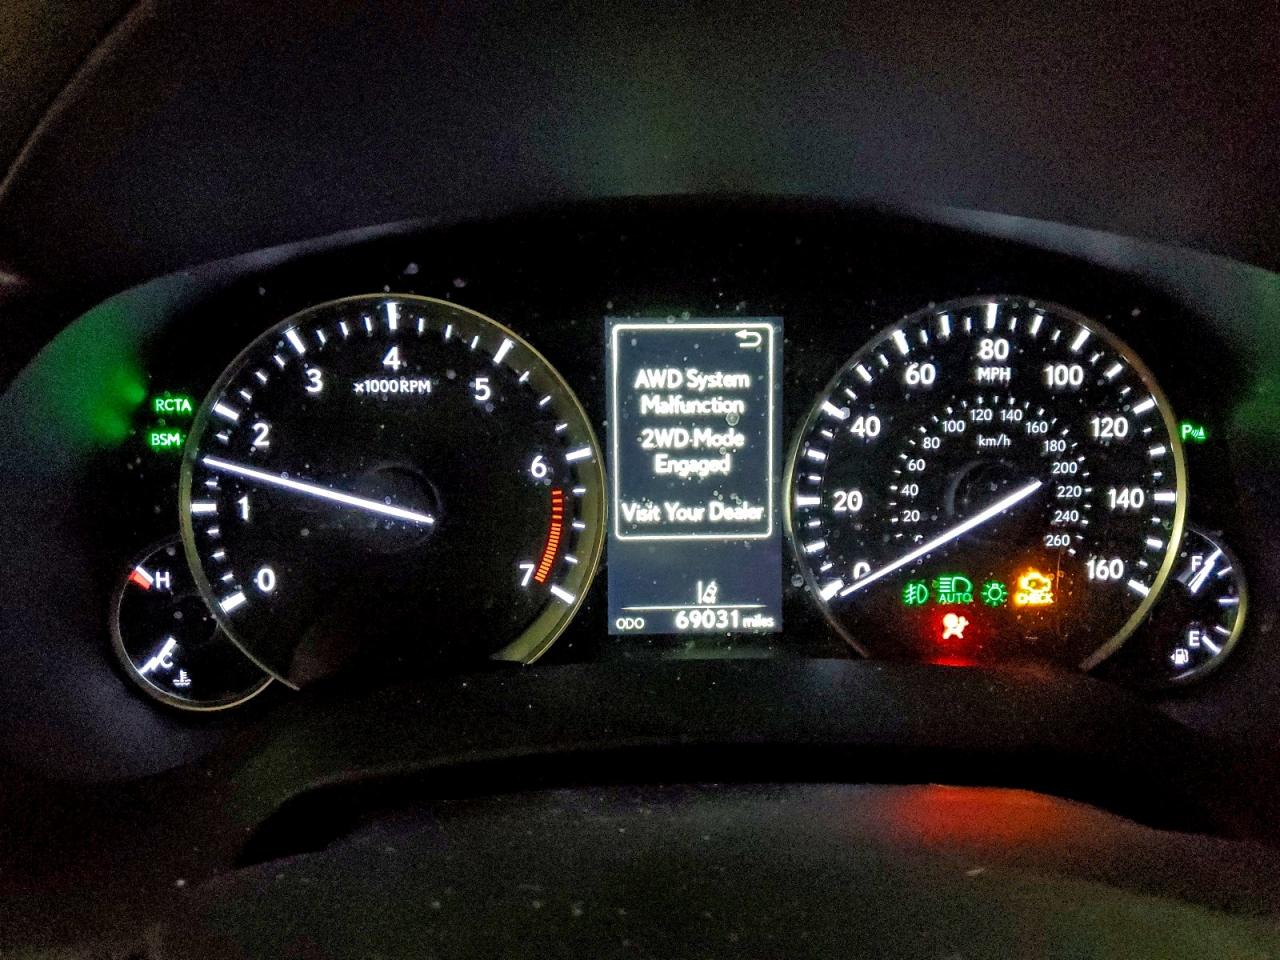 RCTA
BSM
0
1
2
3
4
5
6
7
x1000RPM
H
C
AWD System
Malfunction
2WD Mode
Engaged
Visit Your Dealer
ODO 69031 miles
0
20
40
60
80
100
120
140
160
MPH
20
40
60
80
100
120
140
160
180
200
220
240
260
km/h
AUTO
CHECK
P
F
E